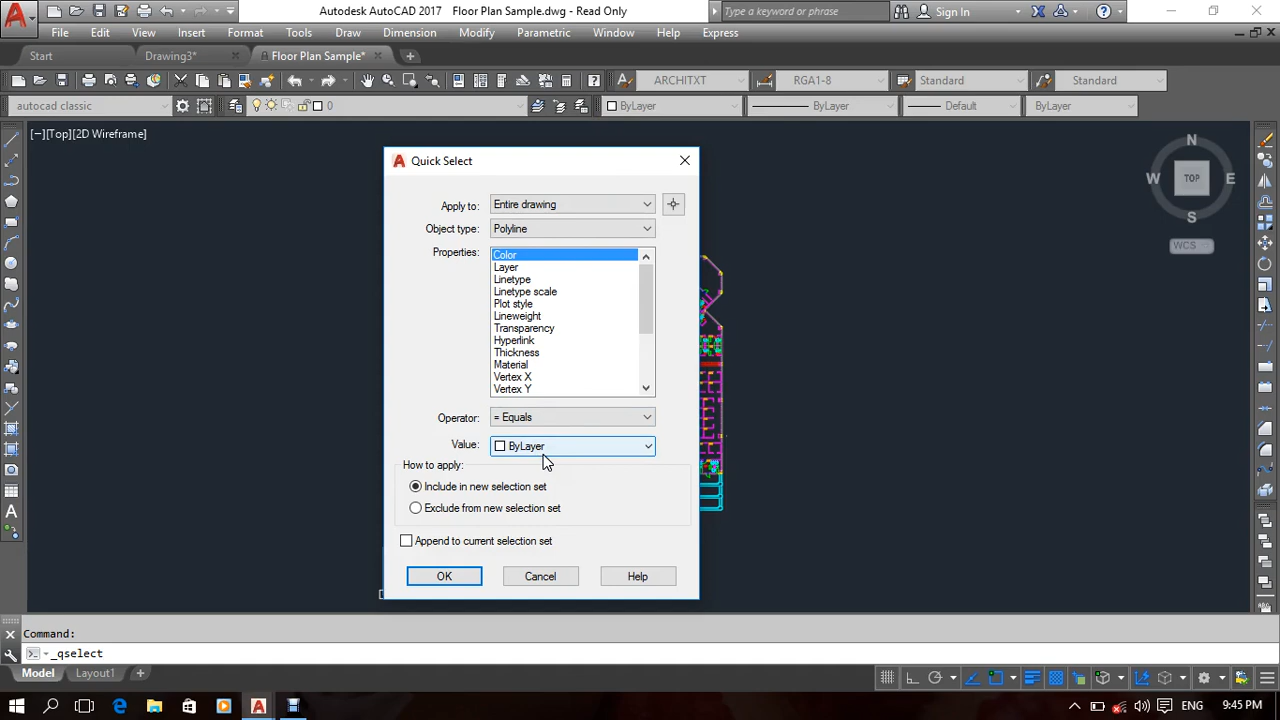 Autodesk AutoCAD 2017 Floor Plan Sample.dwg - Read Only
Type a keyword or phrase
Sign In
File Edit View Insert Format Tools Draw Dimension Modify Parametric Window Help Express
Start Drawing3* Floor Plan Sample*
ARCHITXT RGA1-8 Standard Standard
autocad classic 0 ByLayer ByLayer Default ByLayer
[−][Top][2D Wireframe]
N
W TOP E
S
WCS
Quick Select
Apply to: Entire drawing
Object type: Polyline
Properties: Color
Layer
Linetype
Linetype scale
Plot style
Lineweight
Transparency
Hyperlink
Thickness
Material
Vertex X
Vertex Y
Operator: = Equals
Value: ByLayer
How to apply:
Include in new selection set
Exclude from new selection set
Append to current selection set
OK Cancel Help
Command:
_qselect
Model Layout1
ENG 9:45 PM